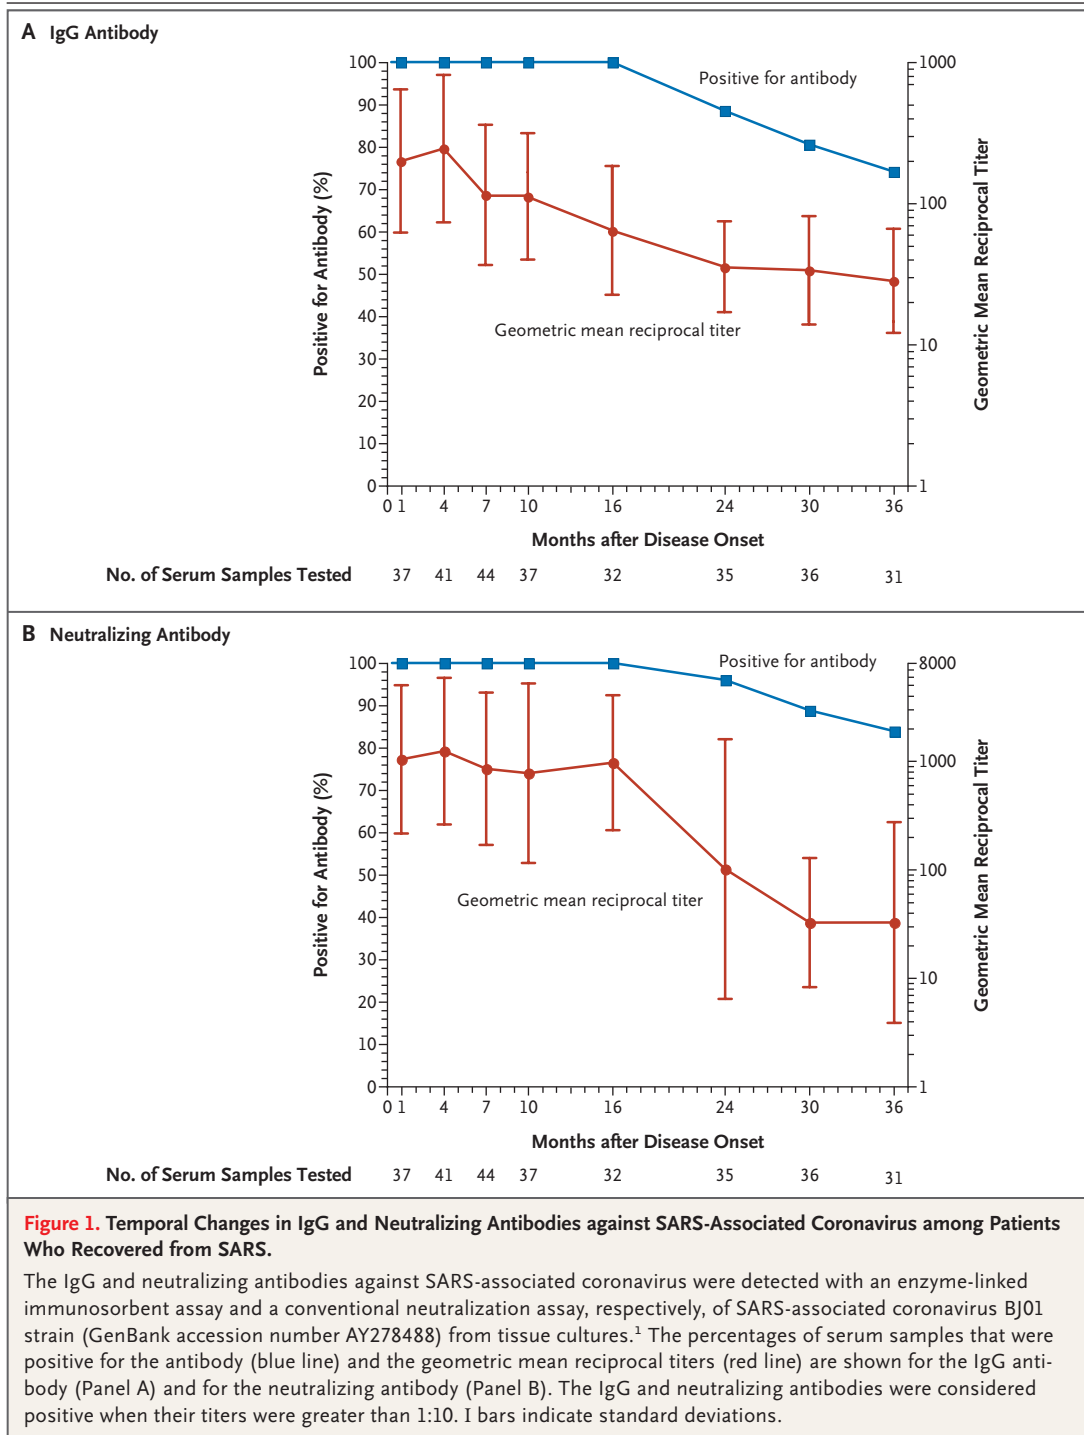 A IgG Antibody
100
90
80
70
60
50
40
30
20
10
0
Positive for Antibody (%)
Positive for antibody
Geometric mean reciprocal titer
1000
100
10
1
Geometric Mean Reciprocal Titer
0 1 4 7 10 16 24 30 36
Months after Disease Onset
No. of Serum Samples Tested 37 41 44 37 32 35 36 31
B Neutralizing Antibody
100
90
80
70
60
50
40
30
20
10
0
Positive for Antibody (%)
Positive for antibody
Geometric mean reciprocal titer
8000
1000
100
10
1
Geometric Mean Reciprocal Titer
0 1 4 7 10 16 24 30 36
Months after Disease Onset
No. of Serum Samples Tested 37 41 44 37 32 35 36 31
Figure 1. Temporal Changes in IgG and Neutralizing Antibodies against SARS-Associated Coronavirus among Patients
Who Recovered from SARS.
The IgG and neutralizing antibodies against SARS-associated coronavirus were detected with an enzyme-linked
immunosorbent assay and a conventional neutralization assay, respectively, of SARS-associated coronavirus BJ01
strain (GenBank accession number AY278488) from tissue cultures.1 The percentages of serum samples that were
positive for the antibody (blue line) and the geometric mean reciprocal titers (red line) are shown for the IgG anti-
body (Panel A) and for the neutralizing antibody (Panel B). The IgG and neutralizing antibodies were considered
positive when their titers were greater than 1:10. I bars indicate standard deviations.